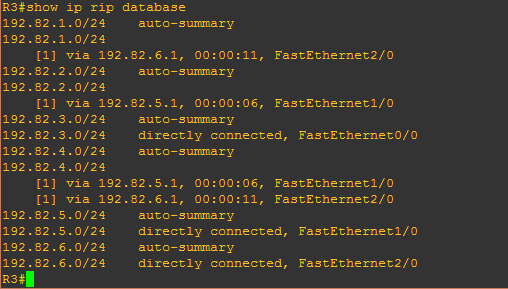 R3#show ip rip database
192.82.1.0/24    auto-summary
192.82.1.0/24
    [1] via 192.82.6.1, 00:00:11, FastEthernet2/0
192.82.2.0/24    auto-summary
192.82.2.0/24
    [1] via 192.82.5.1, 00:00:06, FastEthernet1/0
192.82.3.0/24    auto-summary
192.82.3.0/24    directly connected, FastEthernet0/0
192.82.4.0/24    auto-summary
192.82.4.0/24
    [1] via 192.82.5.1, 00:00:06, FastEthernet1/0
    [1] via 192.82.6.1, 00:00:11, FastEthernet2/0
192.82.5.0/24    auto-summary
192.82.5.0/24    directly connected, FastEthernet1/0
192.82.6.0/24    auto-summary
192.82.6.0/24    directly connected, FastEthernet2/0
R3#